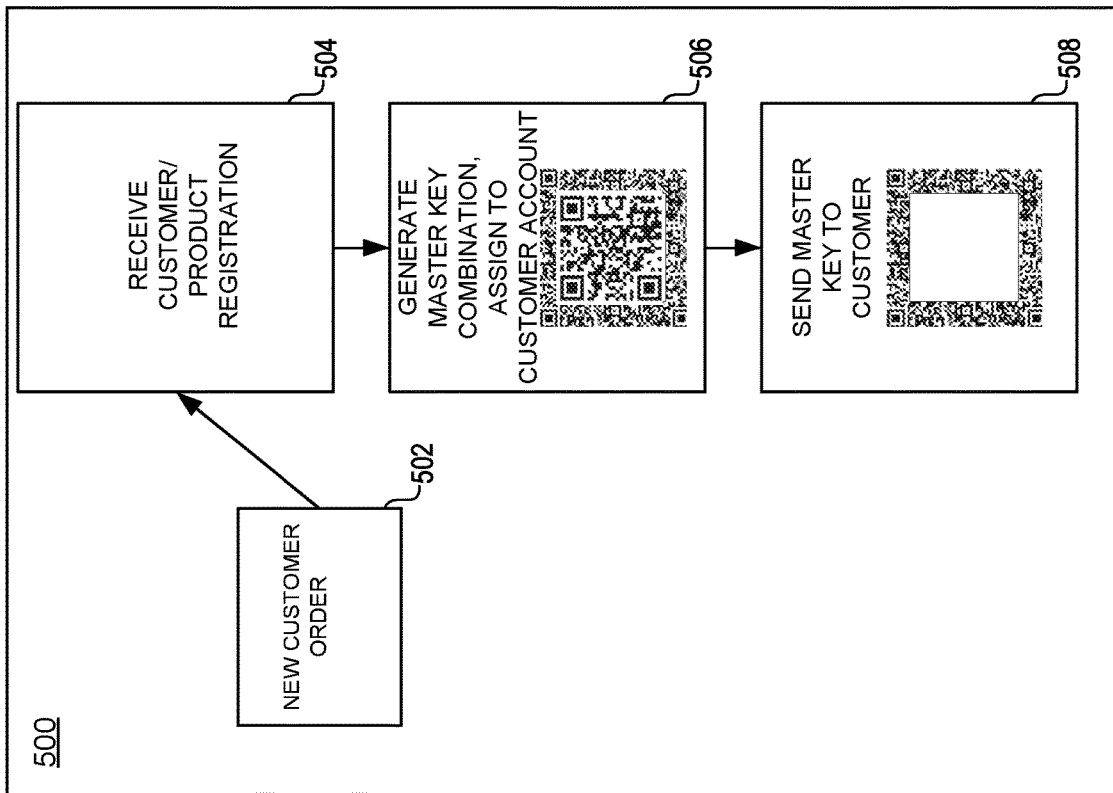 500
NEW CUSTOMER
ORDER
502
RECEIVE
CUSTOMER/
PRODUCT
REGISTRATION
504
GENERATE
MASTER KEY
COMBINATION,
ASSIGN TO
CUSTOMER ACCOUNT
506
SEND MASTER
KEY TO
CUSTOMER
508